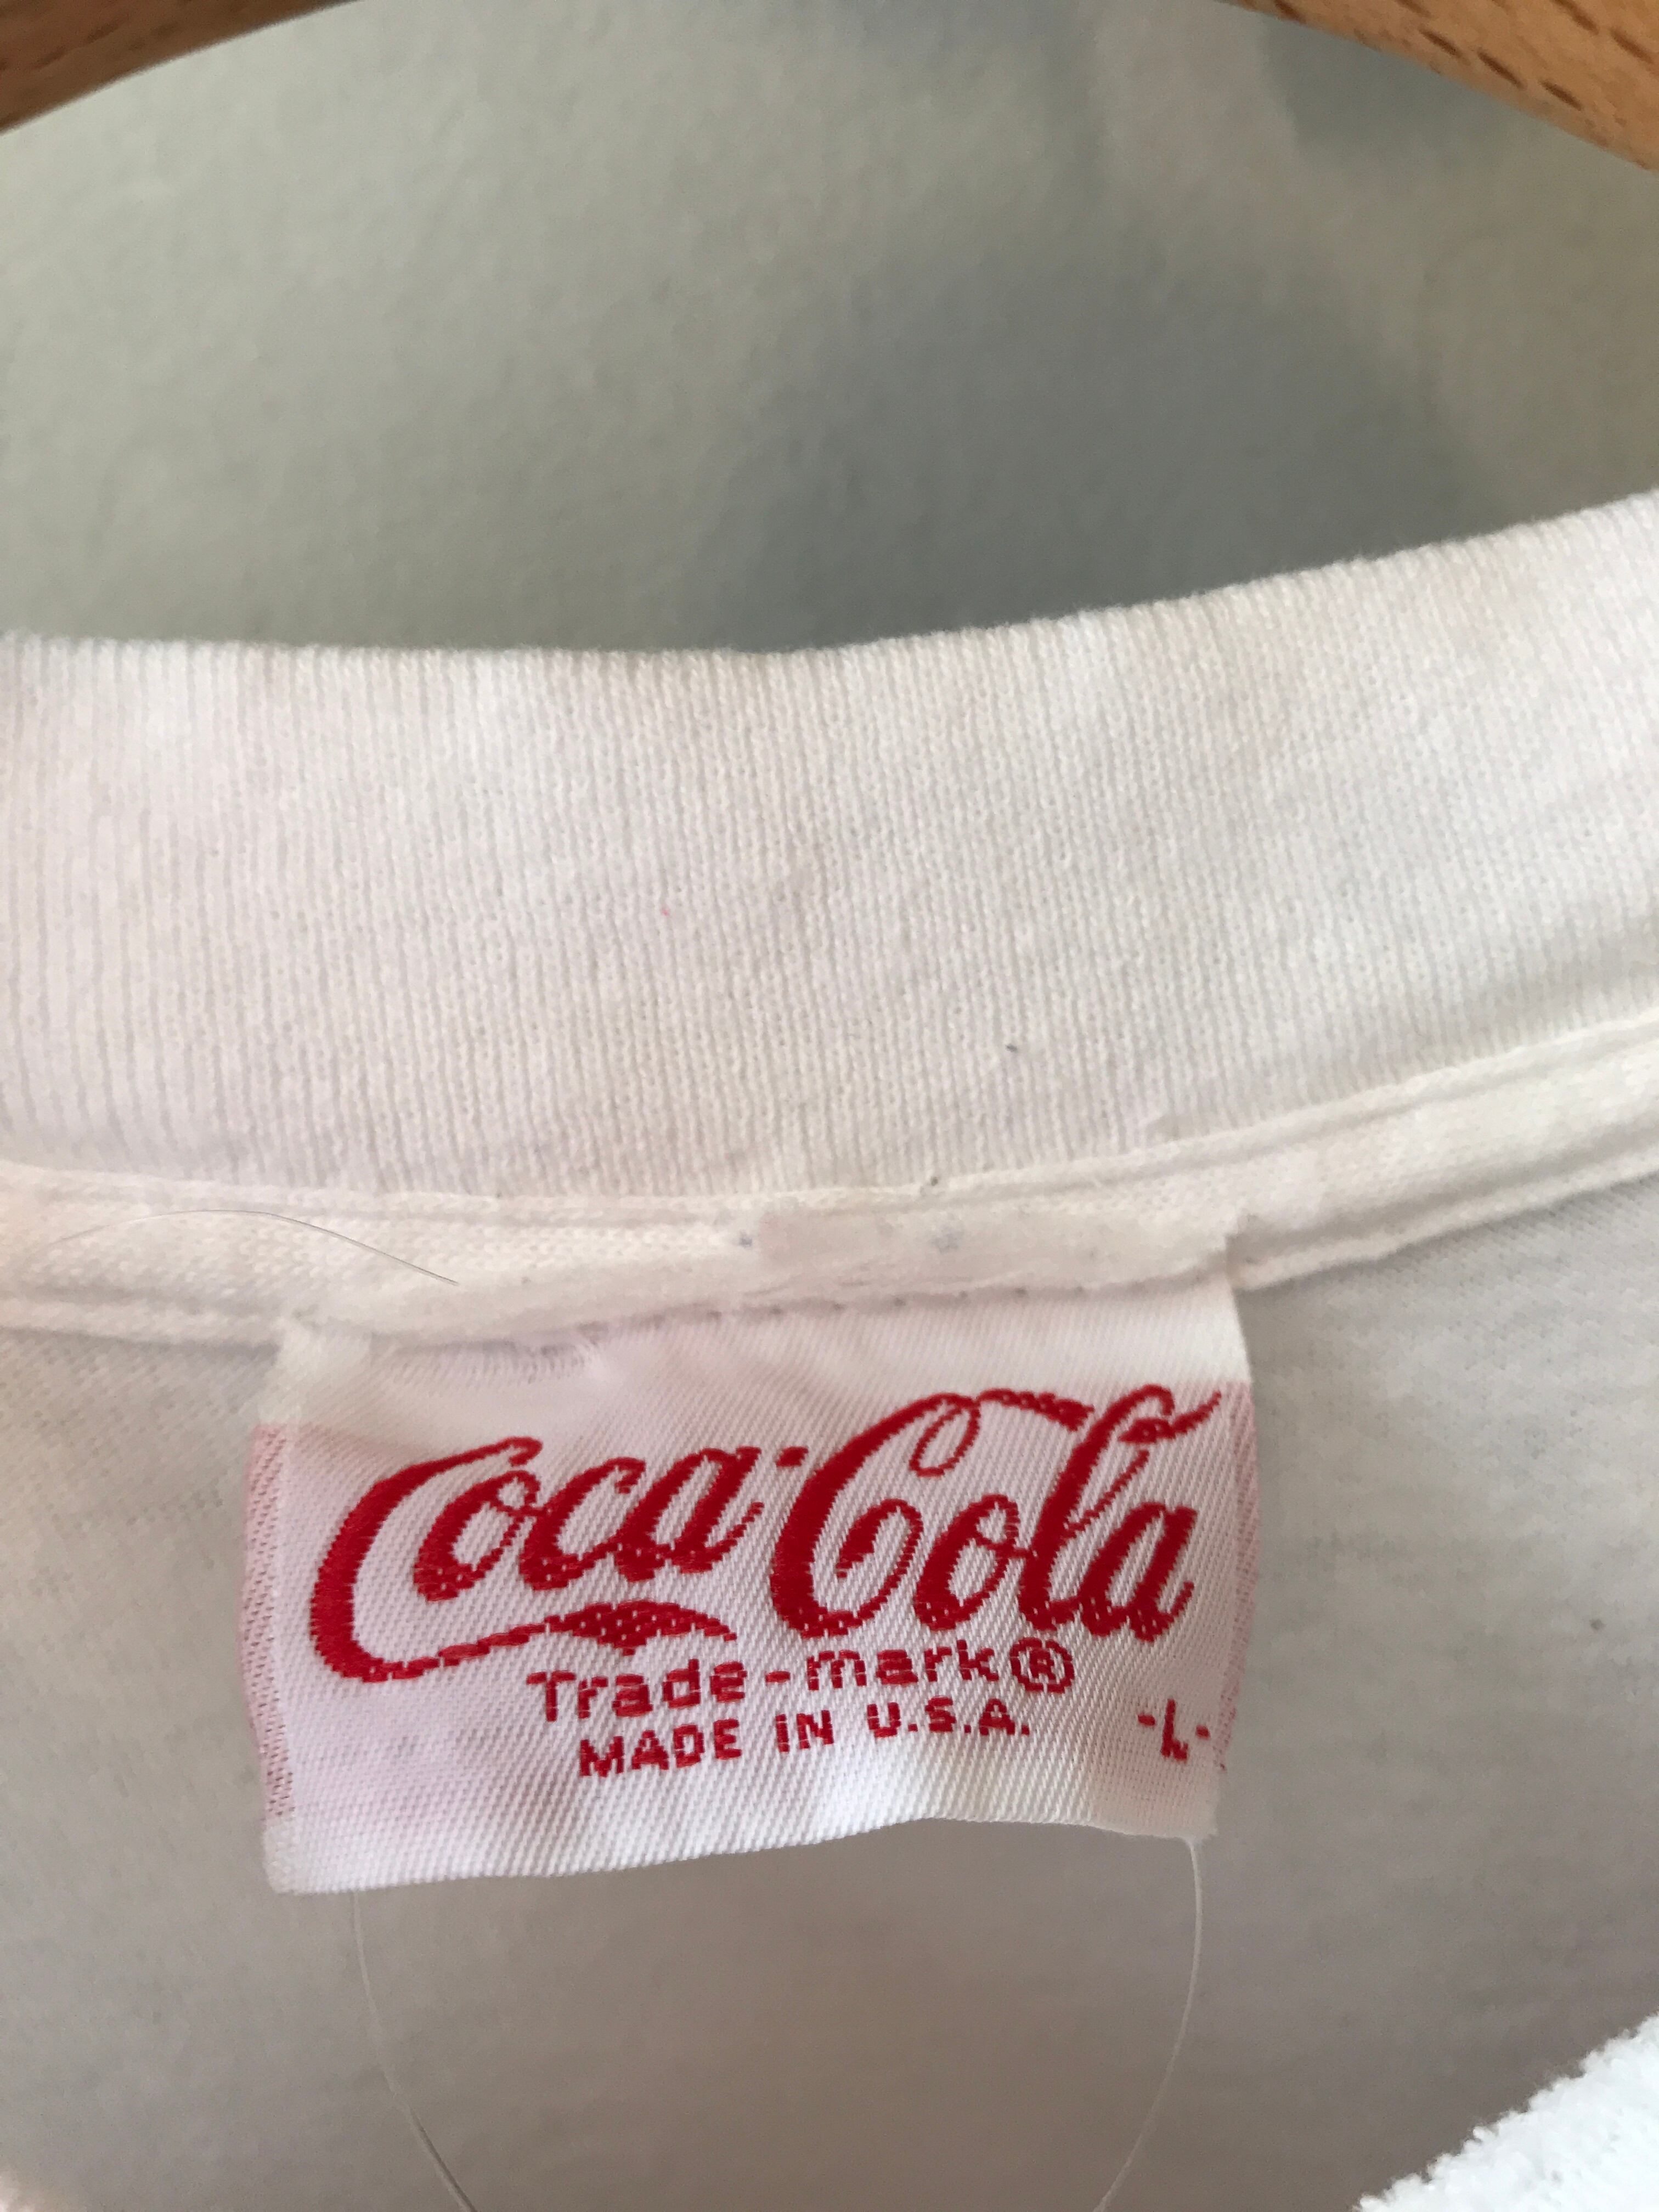 Coca-Cola
Trade-mark®
MADE IN U.S.A.
-L-